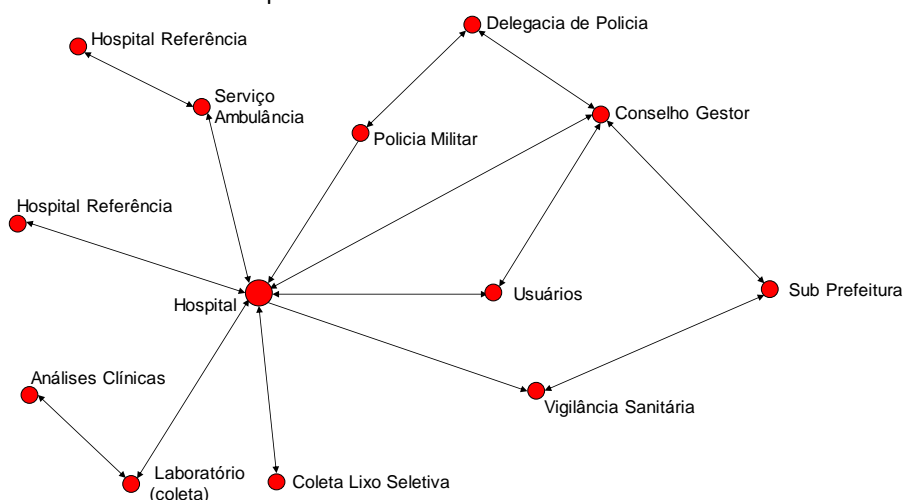 Delegacia de Policia
Hospital Referência
Serviço
Ambulância
Conselho Gestor
Policia Militar
Hospital Referência
Hospital
Usuários
Sub Prefeitura
Análises Clínicas
Vigilância Sanitária
Laboratório
(coleta)
Coleta Lixo Seletiva